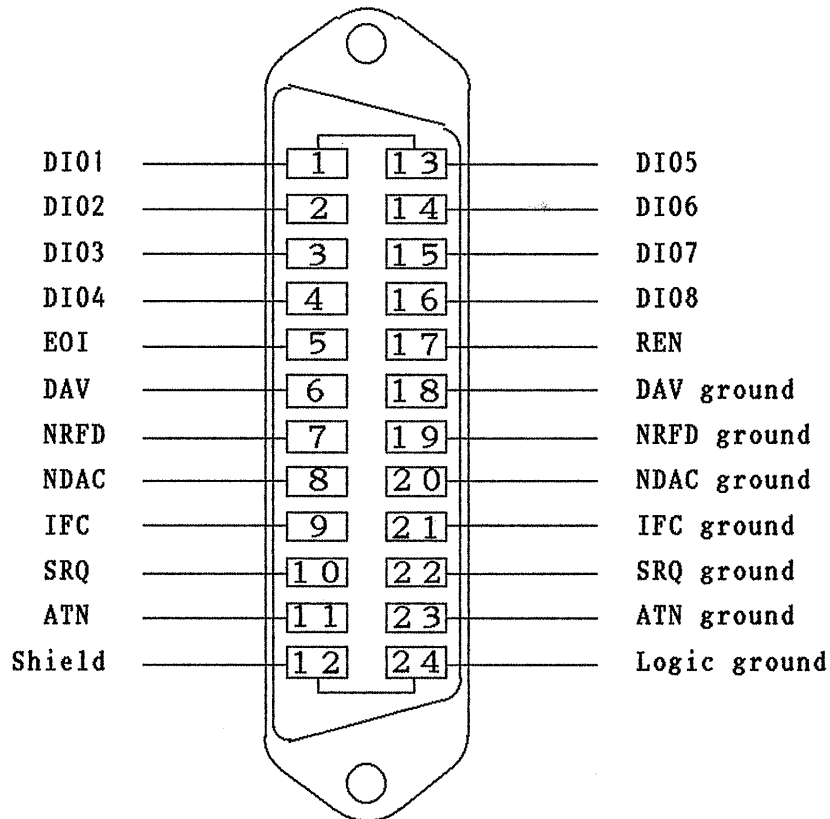 DIO1 1 13 DIO5
DIO2 2 14 DIO6
DIO3 3 15 DIO7
DIO4 4 16 DIO8
EOI 5 17 REN
DAV 6 18 DAV ground
NRFD 7 19 NRFD ground
NDAC 8 20 NDAC ground
IFC 9 21 IFC ground
SRQ 10 22 SRQ ground
ATN 11 23 ATN ground
Shield 12 24 Logic ground